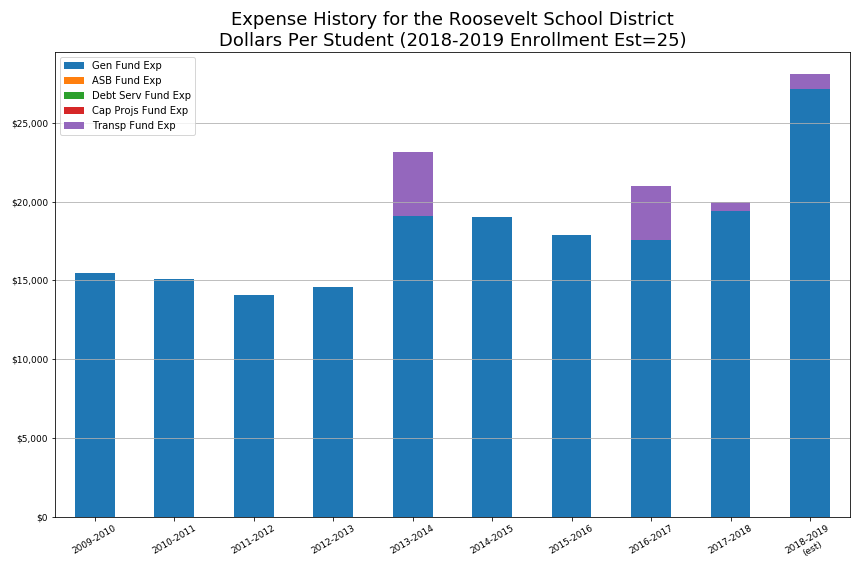 Expense History for the Roosevelt School District
Dollars Per Student (2018-2019 Enrollment Est=25)
Gen Fund Exp
ASB Fund Exp
Debt Serv Fund Exp
Cap Projs Fund Exp
Transp Fund Exp
$25,000
$20,000
$15,000
$10,000
$5,000
$0
2009-2010
2010-2011
2011-2012
2012-2013
2013-2014
2014-2015
2015-2016
2016-2017
2017-2018
2018-2019
(est)